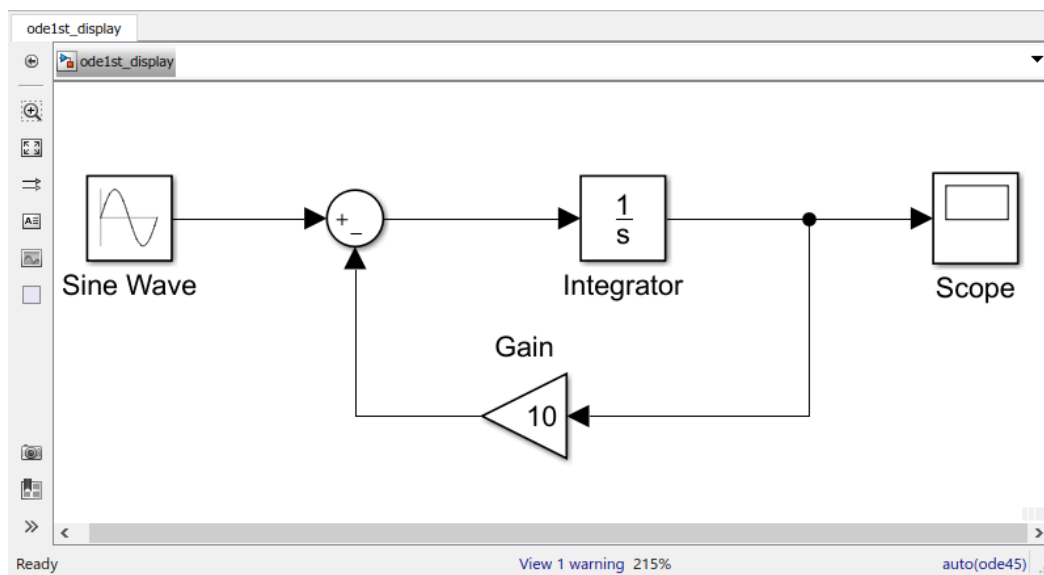 ode1st_display
ode1st_display
Sine Wave
+
−
1
s
Integrator
Scope
Gain
10
Ready
View 1 warning 215%
auto(ode45)